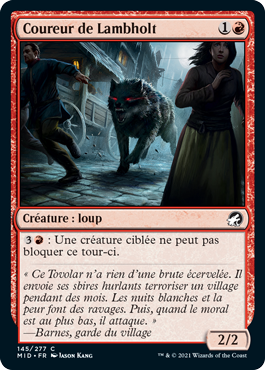 Coureur de Lambholt 1
Créature : loup
3 : Une créature ciblée ne peut pas
bloquer ce tour-ci.
« Ce Tovolar n'a rien d'une brute écervelée. Il
envoie ses sbires hurlants terroriser un village
pendant des mois. Les nuits blanches et la
peur font des ravages. Puis, quand le moral
est au plus bas, il attaque. »
—Barns, garde du village
2/2
145/277 C
MID • FR Jason Kang
™ & © 2021 Wizards of the Coast